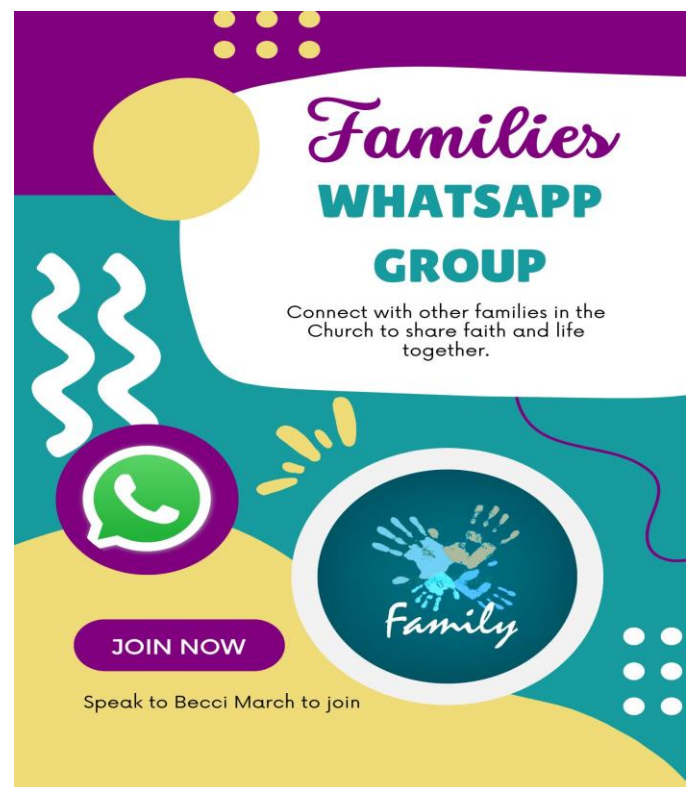 Families
WHATSAPP
GROUP
Connect with other families in the
Church to share faith and life
together.
Family
JOIN NOW
Speak to Becci March to join